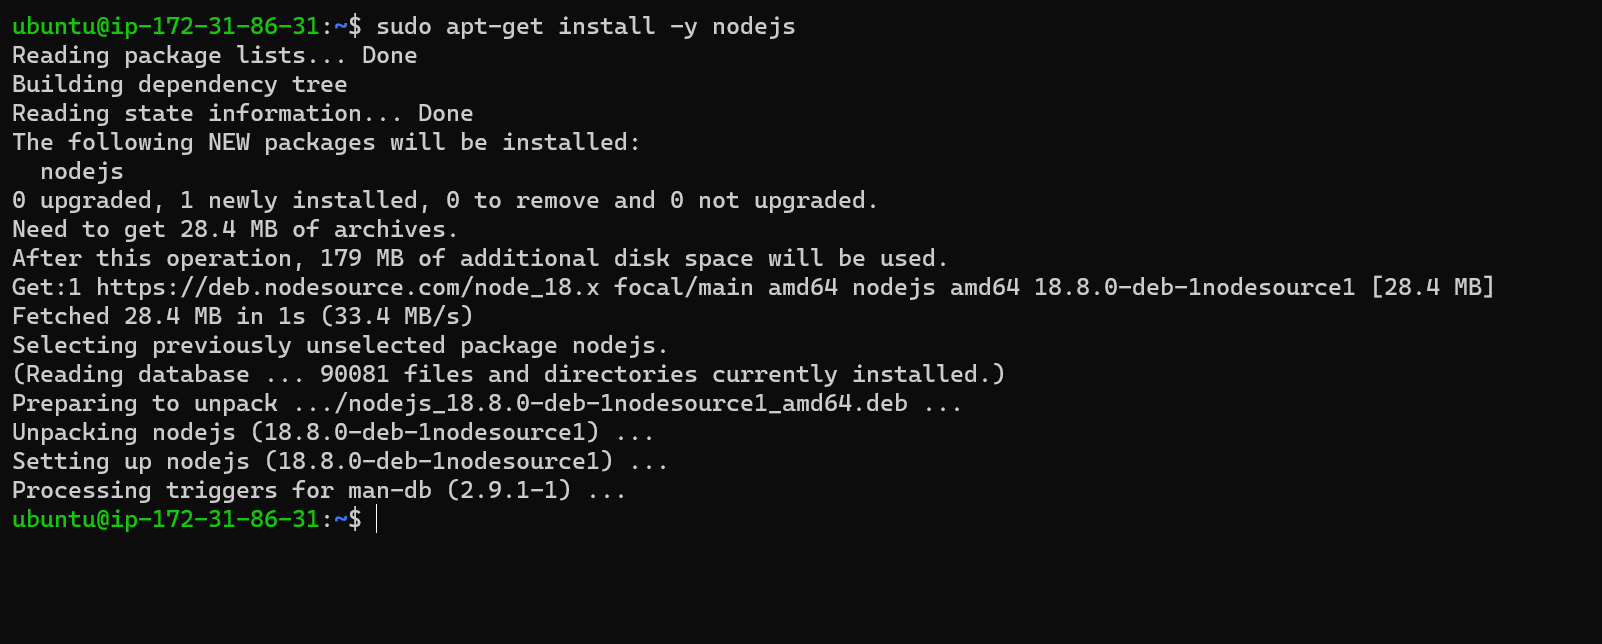 ubuntu@ip-172-31-86-31:~$ sudo apt-get install -y nodejs
Reading package lists... Done
Building dependency tree
Reading state information... Done
The following NEW packages will be installed:
  nodejs
0 upgraded, 1 newly installed, 0 to remove and 0 not upgraded.
Need to get 28.4 MB of archives.
After this operation, 179 MB of additional disk space will be used.
Get:1 https://deb.nodesource.com/node_18.x focal/main amd64 nodejs amd64 18.8.0-deb-1nodesource1 [28.4 MB]
Fetched 28.4 MB in 1s (33.4 MB/s)
Selecting previously unselected package nodejs.
(Reading database ... 90081 files and directories currently installed.)
Preparing to unpack .../nodejs_18.8.0-deb-1nodesource1_amd64.deb ...
Unpacking nodejs (18.8.0-deb-1nodesource1) ...
Setting up nodejs (18.8.0-deb-1nodesource1) ...
Processing triggers for man-db (2.9.1-1) ...
ubuntu@ip-172-31-86-31:~$